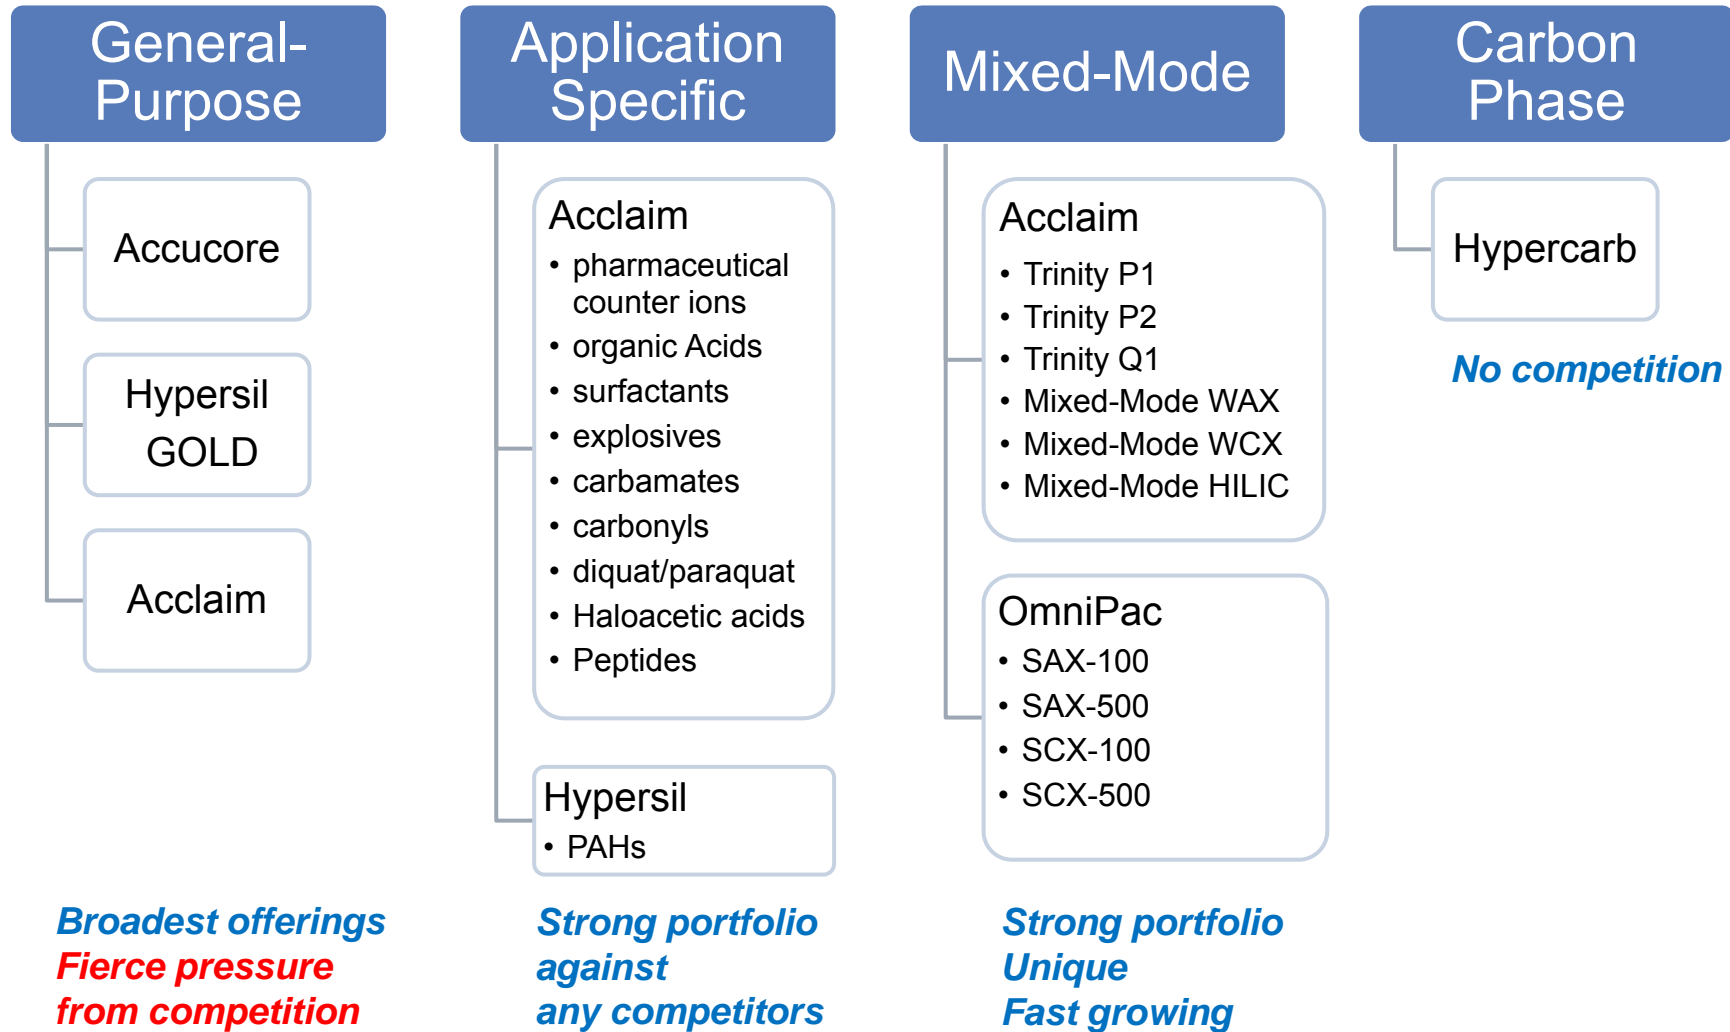 General-
Purpose
Accucore
Hypersil
GOLD
Acclaim
Broadest offerings
Fierce pressure
from competition
Application
Specific
Acclaim
• pharmaceutical
counter ions
• organic Acids
• surfactants
• explosives
• carbamates
• carbonyls
• diquat/paraquat
• Haloacetic acids
• Peptides
Hypersil
• PAHs
Strong portfolio
against
any competitors
Mixed-Mode
Acclaim
• Trinity P1
• Trinity P2
• Trinity Q1
• Mixed-Mode WAX
• Mixed-Mode WCX
• Mixed-Mode HILIC
OmniPac
• SAX-100
• SAX-500
• SCX-100
• SCX-500
Strong portfolio
Unique
Fast growing
Carbon
Phase
Hypercarb
No competition